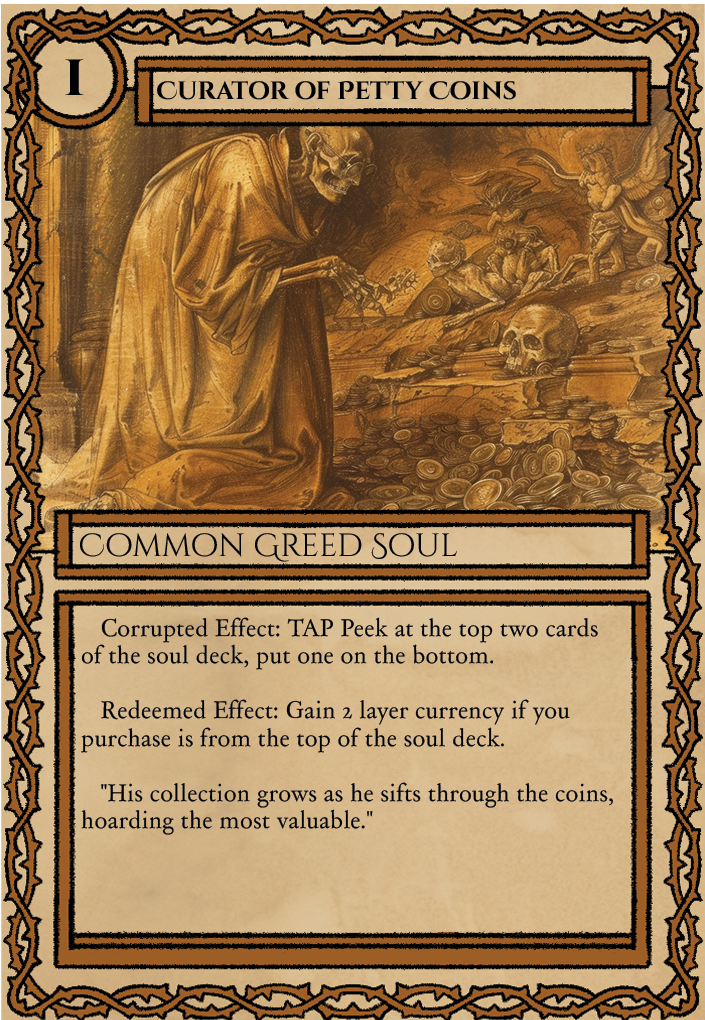 I
Curator of Petty Coins
Common Greed Soul
Corrupted Effect: TAP Peek at the top two cards
of the soul deck, put one on the bottom.
Redeemed Effect: Gain 2 layer currency if you
purchase is from the top of the soul deck.
"His collection grows as he sifts through the coins,
hoarding the most valuable."